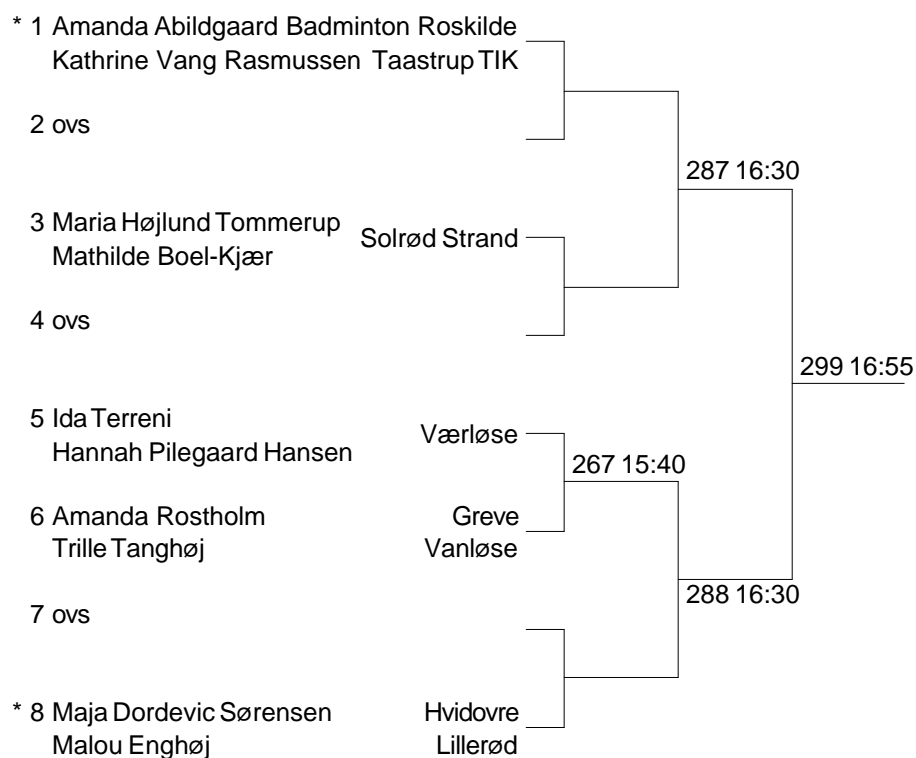 * 1 Amanda Abildgaard Badminton Roskilde
Kathrine Vang Rasmussen Taastrup TIK
2 ovs
287 16:30
3 Maria Højlund Tommerup Solrød Strand
Mathilde Boel-Kjær
4 ovs
299 16:55
5 Ida Terreni Værløse
Hannah Pilegaard Hansen
267 15:40
6 Amanda Rostholm Greve
Trille Tanghøj Vanløse
288 16:30
7 ovs
* 8 Maja Dordevic Sørensen Hvidovre
Malou Enghøj Lillerød